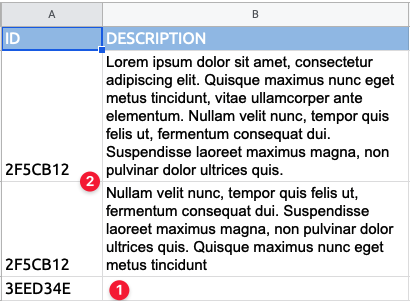 A B
ID DESCRIPTION
Lorem ipsum dolor sit amet, consectetur
adipiscing elit. Quisque maximus nunc eget
metus tincidunt, vitae ullamcorper ante
elementum. Nullam velit nunc, tempor quis
felis ut, fermentum consequat dui.
Suspendisse laoreet maximus magna, non
2F5CB12 pulvinar dolor ultrices quis.
2
Nullam velit nunc, tempor quis felis ut,
fermentum consequat dui. Suspendisse
laoreet maximus magna, non pulvinar dolor
ultrices quis. Quisque maximus nunc eget
2F5CB12 metus tincidunt
3EED34E 1